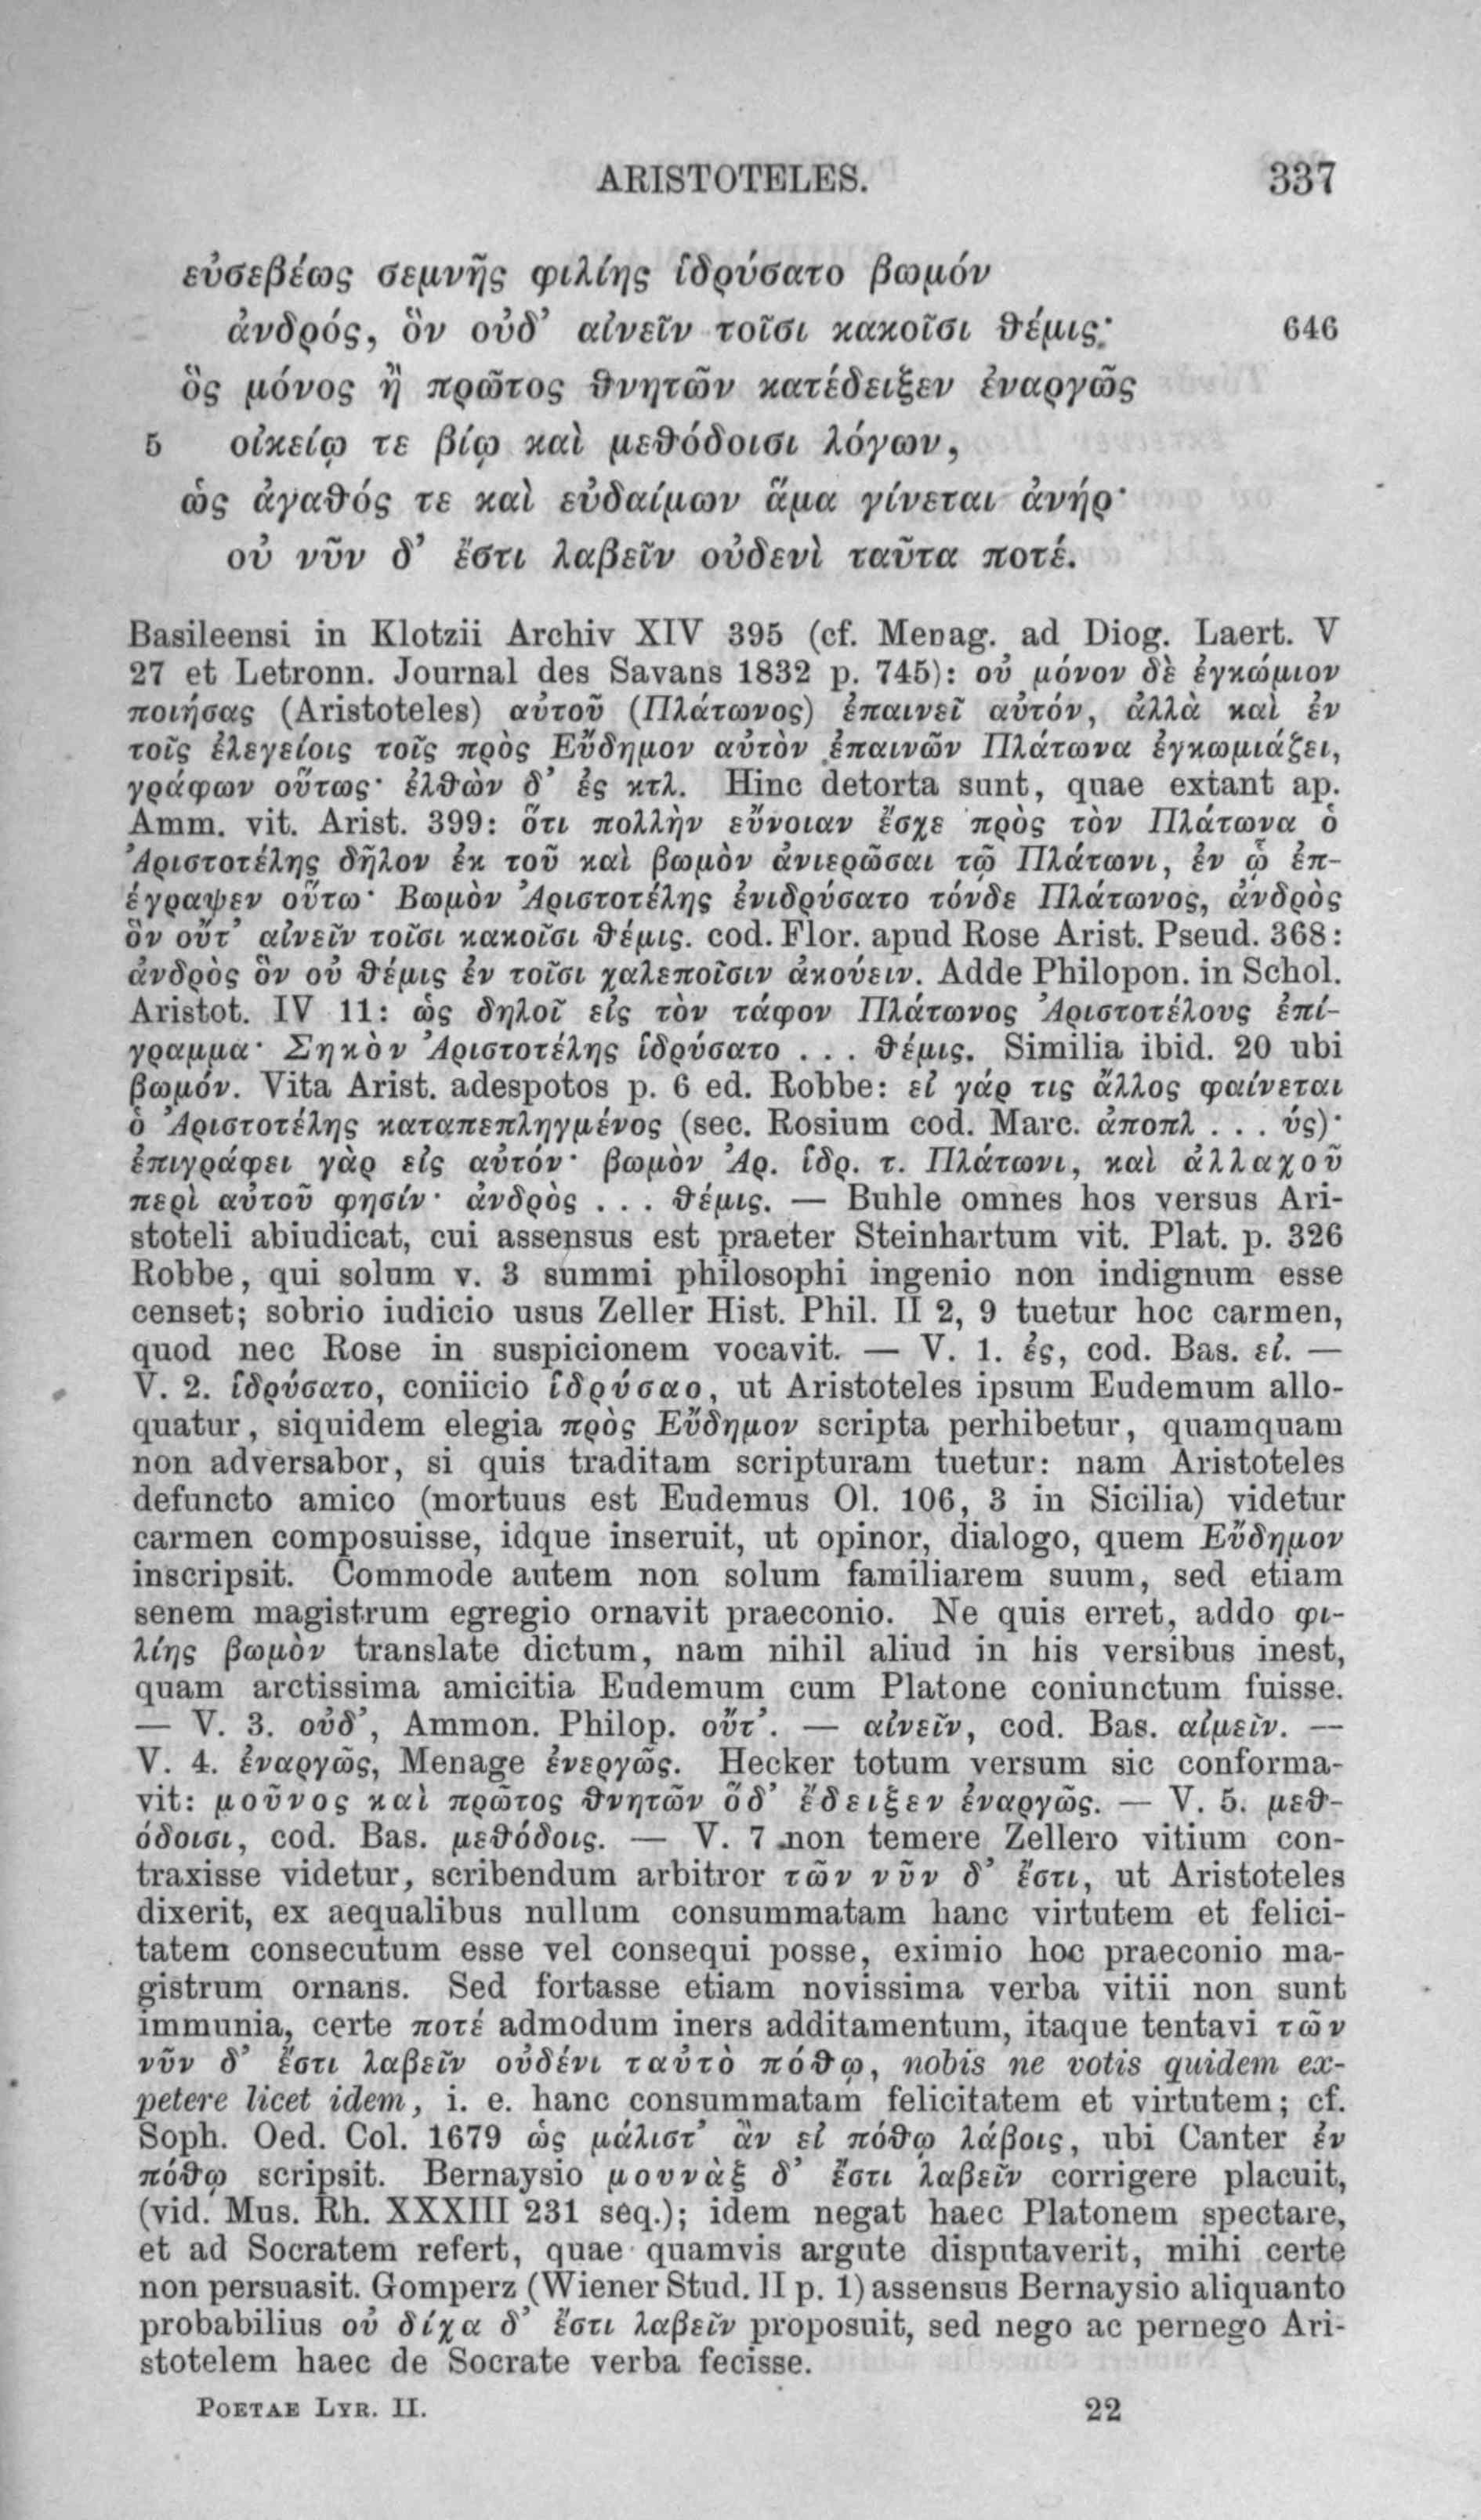 ARISTOTELES. 337
εὐσεβέως σεμνῆς φιλίης ἱδρύσατο βωμόν
ἀνδρός, ὃν οὐδ’ αἰνεῖν τοῖσι κακοῖσι θέμις· 646
ὃς μόνος ἢ πρῶτος θνητῶν κατέδειξεν ἐναργῶς
5 οἰκείῳ τε βίῳ καὶ μεθόδοισι λόγων,
ὡς ἀγαθός τε καὶ εὐδαίμων ἅμα γίνεται ἀνήρ·
οὐ νῦν δ’ ἔστι λαβεῖν οὐδενὶ ταῦτα ποτέ.
Basileensi in Klotzii Archiv XIV 395 (cf. Menag. ad Diog. Laert. V
27 et Letronn. Journal des Savans 1832 p. 745): οὐ μόνον δὲ ἐγκώμιον
ποιήσας (Aristoteles) αὐτοῦ (Πλάτωνος) ἐπαινεῖ αὐτόν, ἀλλὰ καὶ ἐν
τοῖς ἐλεγείοις τοῖς πρὸς Εὔδημον αὐτὸν ἐπαινῶν Πλάτωνα ἐγκωμιάζει,
γράφων οὕτως· ἐλθὼν δ’ ἐς κτλ. Hinc detorta sunt, quae extant ap.
Amm. vit. Arist. 399: ὅτι πολλὴν εὔνοιαν ἔσχε πρὸς τὸν Πλάτωνα ὁ
Ἀριστοτέλης δῆλον ἐκ τοῦ καὶ βωμὸν ἀνιερῶσαι τῷ Πλάτωνι, ἐν ᾧ ἐπ-
έγραψεν οὕτω· Βωμὸν Ἀριστοτέλης ἐνιδρύσατο τόνδε Πλάτωνος, ἀνδρὸς
ὃν οὔτ’ αἰνεῖν τοῖσι κακοῖσι θέμις. cod. Flor. apud Rose Arist. Pseud. 368:
ἀνδρὸς ὃν οὐ θέμις ἐν τοῖσι χαλεποῖσιν ἀκούειν. Adde Philopon. in Schol.
Aristot. IV 11: ὡς δηλοῖ εἰς τὸν τάφον Πλάτωνος Ἀριστοτέλους ἐπί-
γραμμα· Σηκὸν Ἀριστοτέλης ἱδρύσατο . . . θέμις. Similia ibid. 20 ubi
βωμόν. Vita Arist. adespotos p. 6 ed. Robbe: εἰ γάρ τις ἄλλος φαίνεται
ὁ Ἀριστοτέλης καταπεπληγμένος (sec. Rosium cod. Marc. ἀποπλ . . . ύς)·
ἐπιγράφει γὰρ εἰς αὐτόν· βωμὸν Ἀρ. ἱδρ. τ. Πλάτωνι, καὶ ἀλλαχοῦ
περὶ αὐτοῦ φησίν· ἀνδρὸς . . . θέμις. — Buhle omnes hos versus Ari-
stoteli abiudicat, cui assensus est praeter Steinhartum vit. Plat. p. 326
Robbe, qui solum v. 3 summi philosophi ingenio non indignum esse
censet; sobrio iudicio usus Zeller Hist. Phil. II 2, 9 tuetur hoc carmen,
quod nec Rose in suspicionem vocavit. — V. 1. ἐς, cod. Bas. εἰ. —
V. 2. ἱδρύσατο, coniicio ἱδρύσαο, ut Aristoteles ipsum Eudemum allo-
quatur, siquidem elegia πρὸς Εὔδημον scripta perhibetur, quamquam
non adversabor, si quis traditam scripturam tuetur: nam Aristoteles
defuncto amico (mortuus est Eudemus Ol. 106, 3 in Sicilia) videtur
carmen composuisse, idque inseruit, ut opinor, dialogo, quem Εὔδημον
inscripsit. Commode autem non solum familiarem suum, sed etiam
senem magistrum egregio ornavit praeconio. Ne quis erret, addo φι-
λίης βωμὸν translate dictum, nam nihil aliud in his versibus inest,
quam arctissima amicitia Eudemum cum Platone coniunctum fuisse.
— V. 3. οὐδ’, Ammon. Philop. οὔτ’. — αἰνεῖν, cod. Bas. αἰμεῖν. —
V. 4. ἐναργῶς, Menage ἐνεργῶς. Hecker totum versum sic conforma-
vit: μοῦνος καὶ πρῶτος θνητῶν ὅδ’ ἔδειξεν ἐναργῶς. — V. 5. μεθ-
όδοισι, cod. Bas. μεθόδοις. — V. 7 non temere Zellero vitium con-
traxisse videtur, scribendum arbitror τῶν νῦν δ’ ἔστι, ut Aristoteles
dixerit, ex aequalibus nullum consummatam hanc virtutem et felici-
tatem consecutum esse vel consequi posse, eximio hoc praeconio ma-
gistrum ornans. Sed fortasse etiam novissima verba vitii non sunt
immunia, certe ποτέ admodum iners additamentum, itaque tentavi τῶν
νῦν δ’ ἔστι λαβεῖν οὐδένι ταὐτὸ πόθῳ, nobis ne votis quidem ex-
petere licet idem, i. e. hanc consummatam felicitatem et virtutem; cf.
Soph. Oed. Col. 1679 ὡς μάλιστ’ ἂν εἰ πόθῳ λάβοις, ubi Canter ἐν
πόθῳ scripsit. Bernaysio μουνὰξ δ’ ἔστι λαβεῖν corrigere placuit,
(vid. Mus. Rh. XXXIII 231 seq.); idem negat haec Platonem spectare,
et ad Socratem refert, quae quamvis argute disputaverit, mihi certe
non persuasit. Gomperz (Wiener Stud. II p. 1) assensus Bernaysio aliquanto
probabilius οὐ δίχα δ’ ἔστι λαβεῖν proposuit, sed nego ac pernego Ari-
stotelem haec de Socrate verba fecisse.
POETAE LYR. II. 22